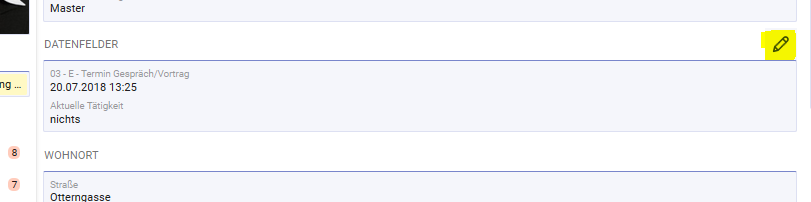 Master
DATENFELDER
03 - E - Termin Gespräch/Vortrag
20.07.2018 13:25
ng ...
Aktuelle Tätigkeit
nichts
8
WOHNORT
7
Straße
Otterngasse